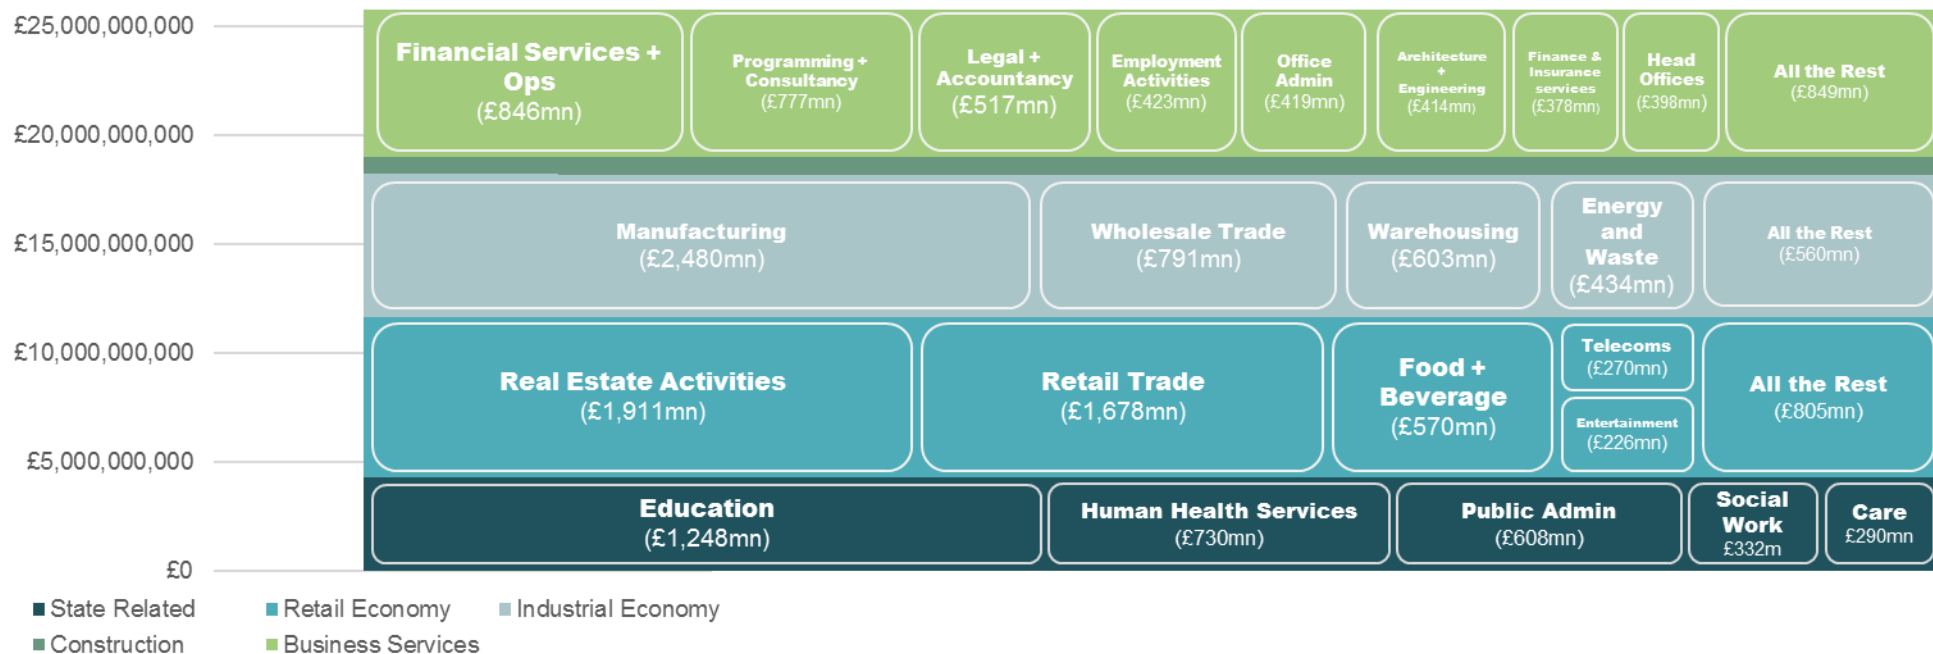 £25,000,000,000
£20,000,000,000
£15,000,000,000
£10,000,000,000
£5,000,000,000
£0
Financial Services +
Ops
(£846mn)
Programming +
Consultancy
(£777mn)
Legal +
Accountancy
(£517mn)
Employment
Activities
(£423mn)
Office
Admin
(£419mn)
Architecture
+
Engineering
(£414mn)
Finance &
Insurance
services
(£378mn)
Head
Offices
(£398mn)
All the Rest
(£849mn)
Manufacturing
(£2,480mn)
Wholesale Trade
(£791mn)
Warehousing
(£603mn)
Energy
and
Waste
(£434mn)
All the Rest
(£560mn)
Real Estate Activities
(£1,911mn)
Retail Trade
(£1,678mn)
Food +
Beverage
(£570mn)
Telecoms
(£270mn)
Entertainment
(£226mn)
All the Rest
(£805mn)
Education
(£1,248mn)
Human Health Services
(£730mn)
Public Admin
(£608mn)
Social
Work
£332m
Care
£290mn
State Related
Retail Economy
Industrial Economy
Construction
Business Services